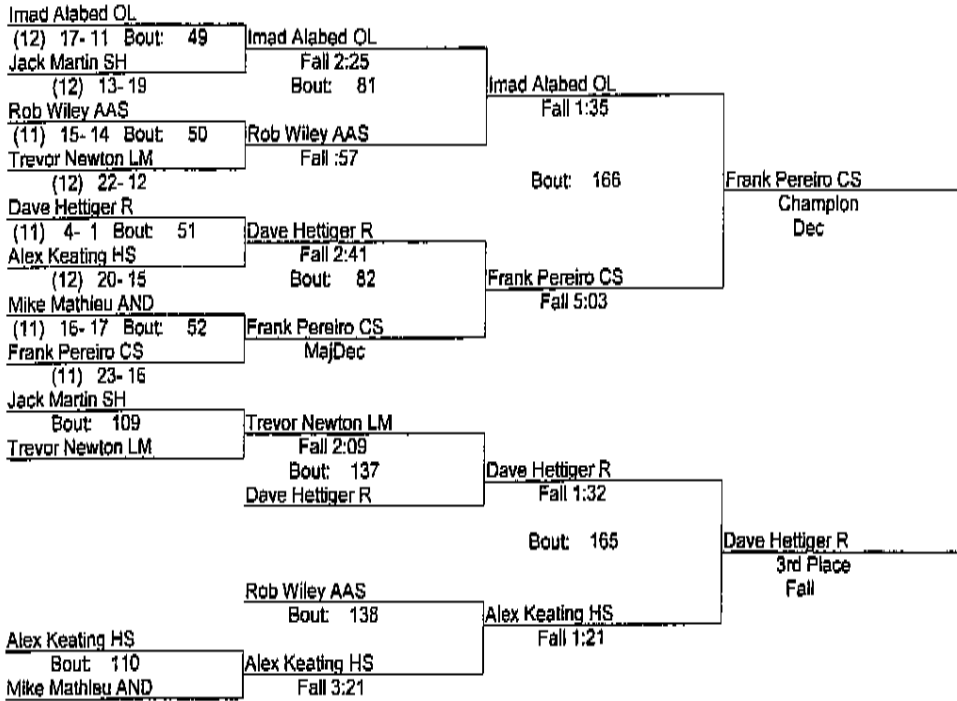 Imad Alabed OL
(12) 17- 11 Bout: 49
Jack Martin SH
(12) 13- 19
Rob Wiley AAS
(11) 15- 14 Bout: 50
Trevor Newton LM
(12) 22- 12
Dave Hettiger R
(11) 4- 1 Bout: 51
Alex Keating HS
(12) 20- 15
Mike Mathieu AND
(11) 16- 17 Bout: 52
Frank Pereiro CS
(11) 23- 16
Jack Martin SH
Bout: 109
Trevor Newton LM
Alex Keating HS
Bout: 110
Mike Mathieu AND
Imad Alabed OL
Fall 2:25
Bout: 81
Rob Wiley AAS
Fall :57
Dave Hettiger R
Fall 2:41
Bout: 82
Frank Pereiro CS
MajDec
Trevor Newton LM
Fall 2:09
Bout: 137
Dave Hettiger R
Rob Wiley AAS
Bout: 138
Alex Keating HS
Fall 3:21
Imad Alabed OL
Fall 1:35
Bout: 166
Frank Pereiro CS
Fall 5:03
Dave Hettiger R
Fall 1:32
Bout: 165
Alex Keating HS
Fall 1:21
Frank Pereiro CS
Champion
Dec
Dave Hettiger R
3rd Place
Fall